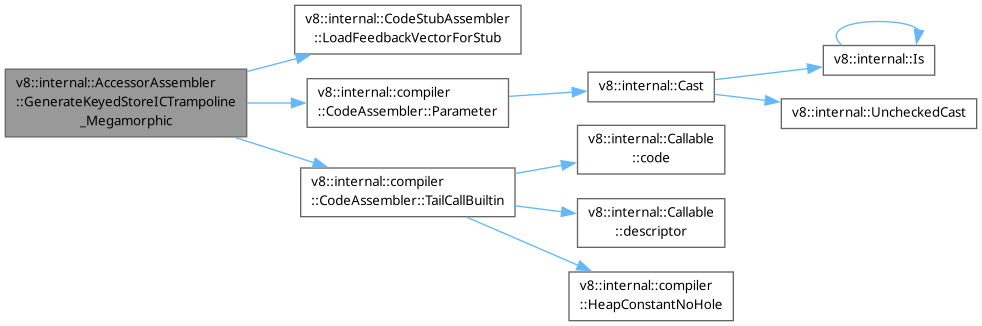 v8::internal::AccessorAssembler
::GenerateKeyedStoreICTrampoline
_Megamorphic
v8::internal::CodeStubAssembler
::LoadFeedbackVectorForStub
v8::internal::compiler
::CodeAssembler::Parameter
v8::internal::compiler
::CodeAssembler::TailCallBuiltin
v8::internal::Cast
v8::internal::Callable
::code
v8::internal::Callable
::descriptor
v8::internal::compiler
::HeapConstantNoHole
v8::internal::Is
v8::internal::UncheckedCast